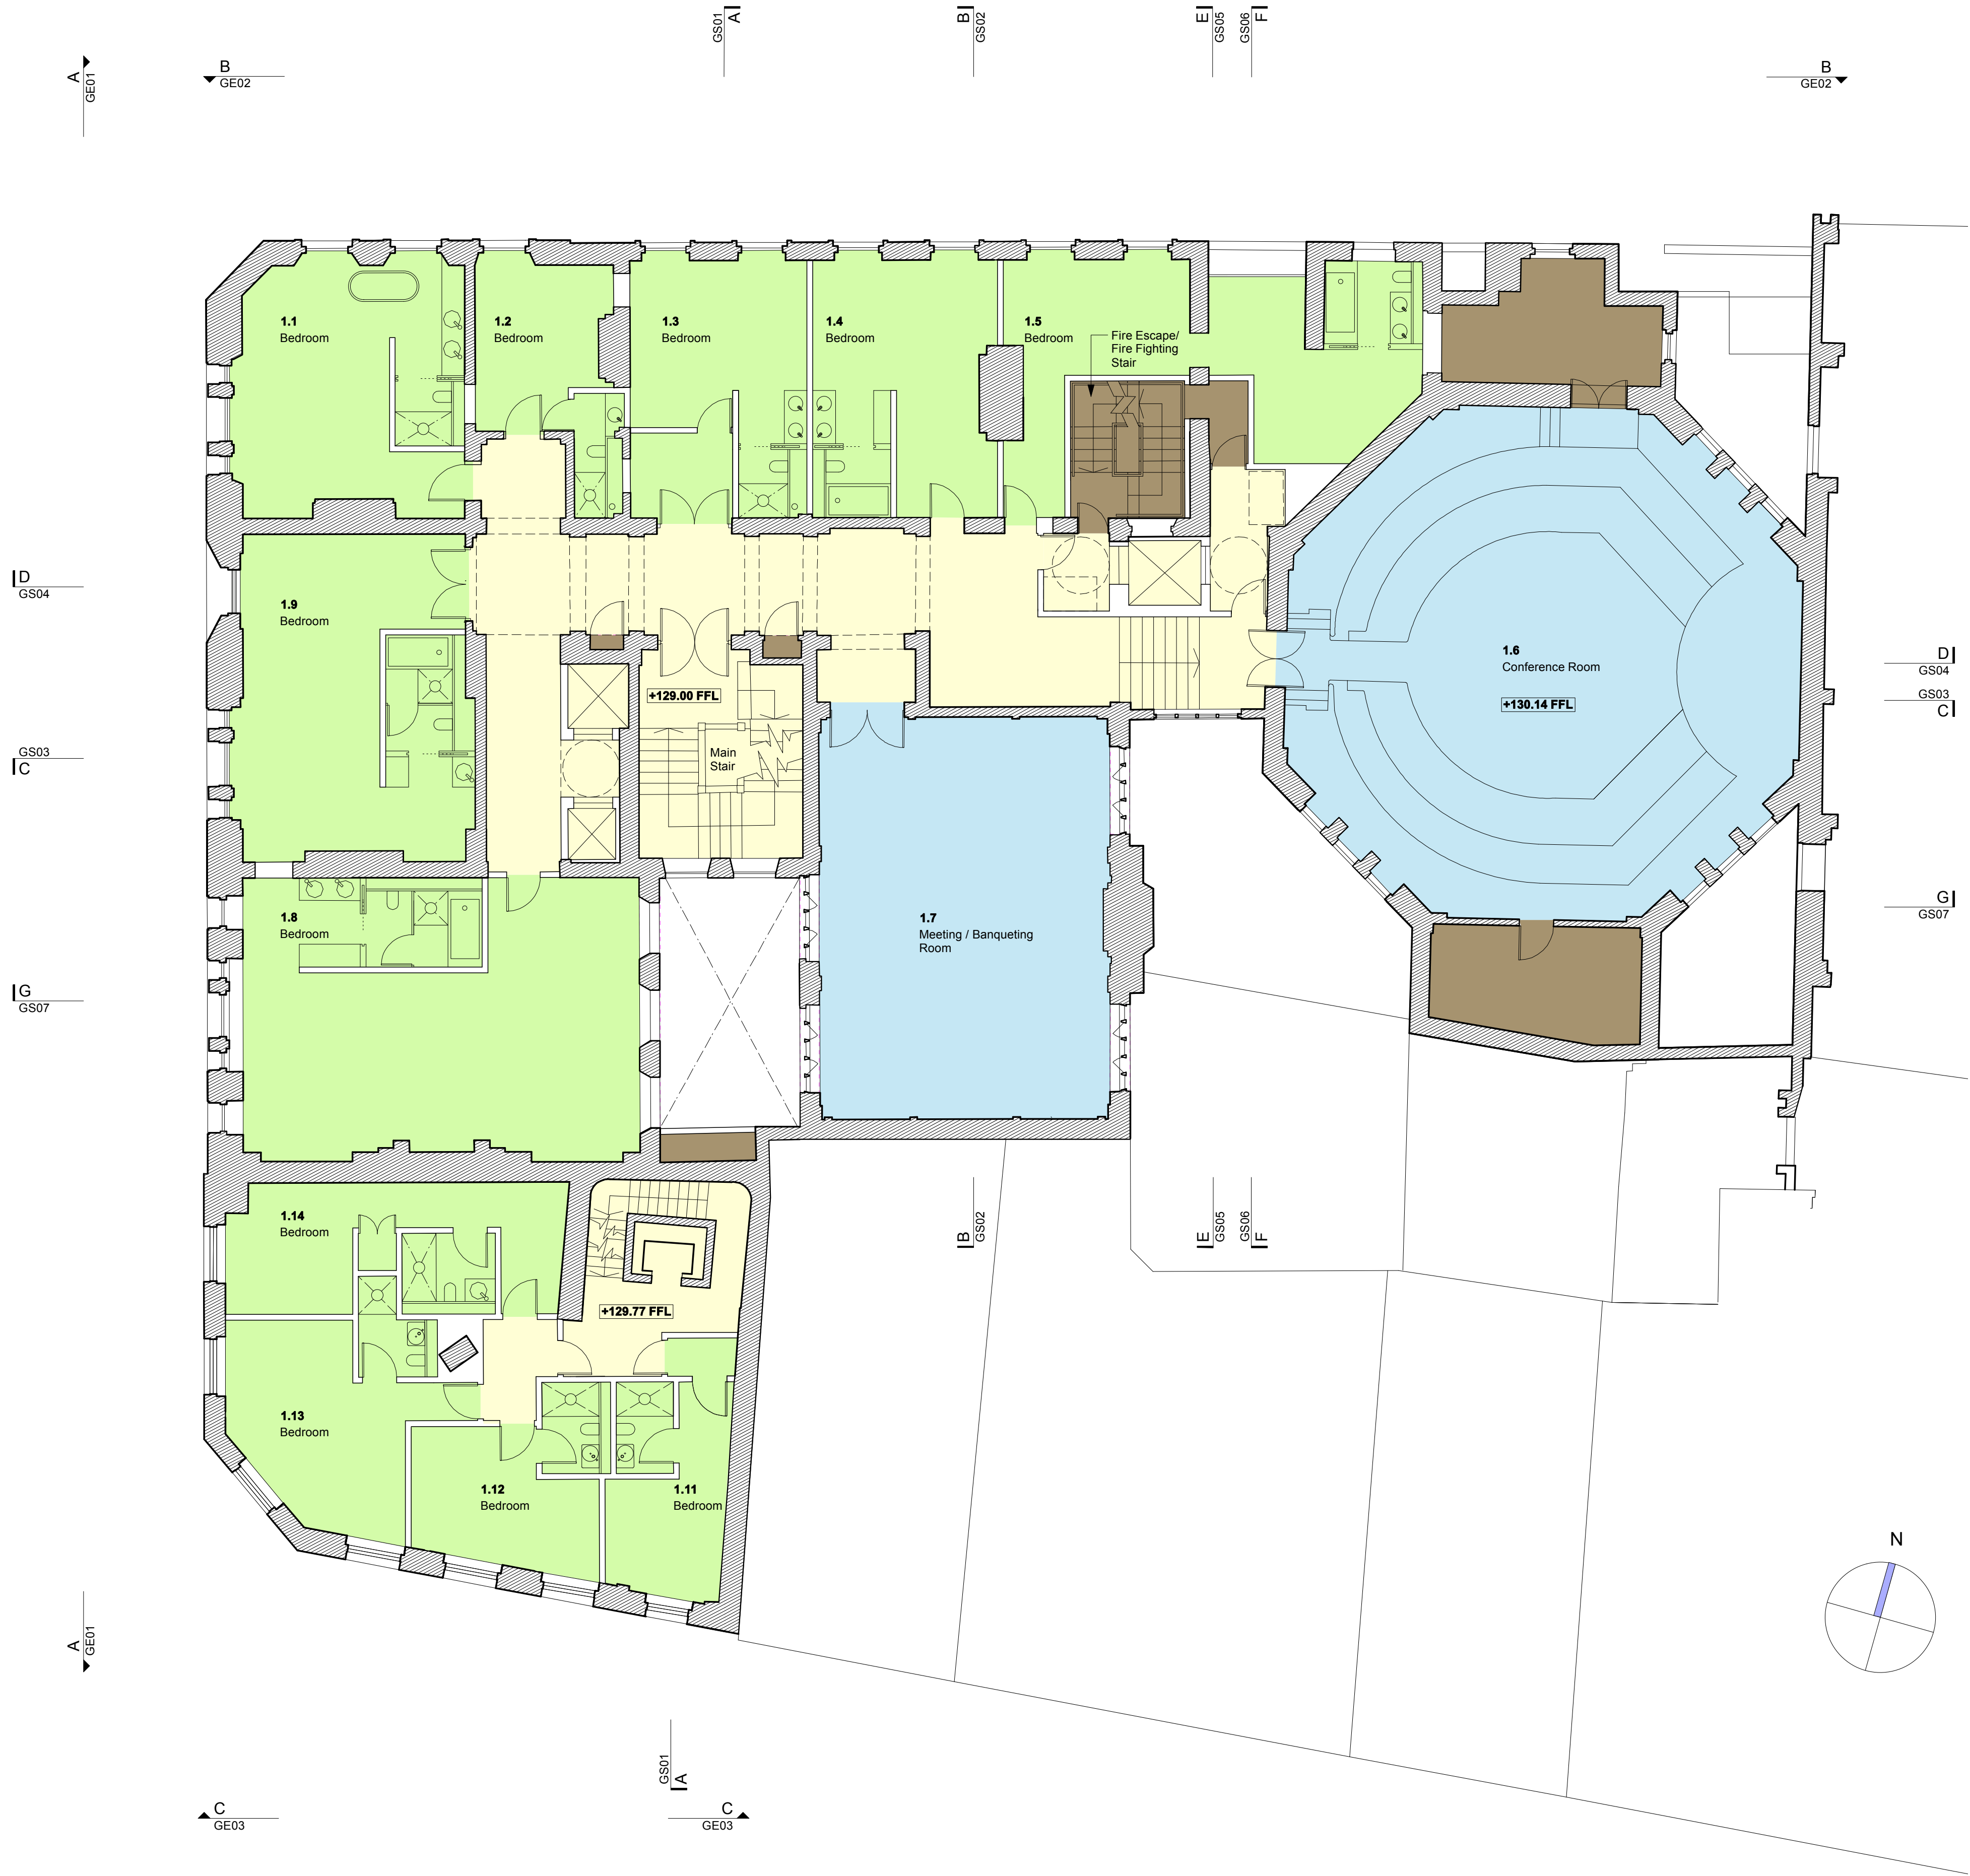 A
GS01
B
GS02
E
GS05
GS06
F
A
GE01
B
GE02
B
GE02
1.1
Bedroom
1.2
Bedroom
1.3
Bedroom
1.4
Bedroom
1.5
Bedroom
Fire Escape/
Fire Fighting
Stair
D
GS04
1.9
Bedroom
1.6
Conference Room
+130.14 FFL
D
GS04
+129.00 FFL
GS03
C
Main
Stair
GS03
C
1.8
Bedroom
1.7
Meeting / Banqueting
Room
G
GS07
G
GS07
1.14
Bedroom
B
GS02
E
GS05
GS06
F
+129.77 FFL
1.13
Bedroom
1.12
Bedroom
1.11
Bedroom
N
A
GE01
GS01
A
C
GE03
C
GE03